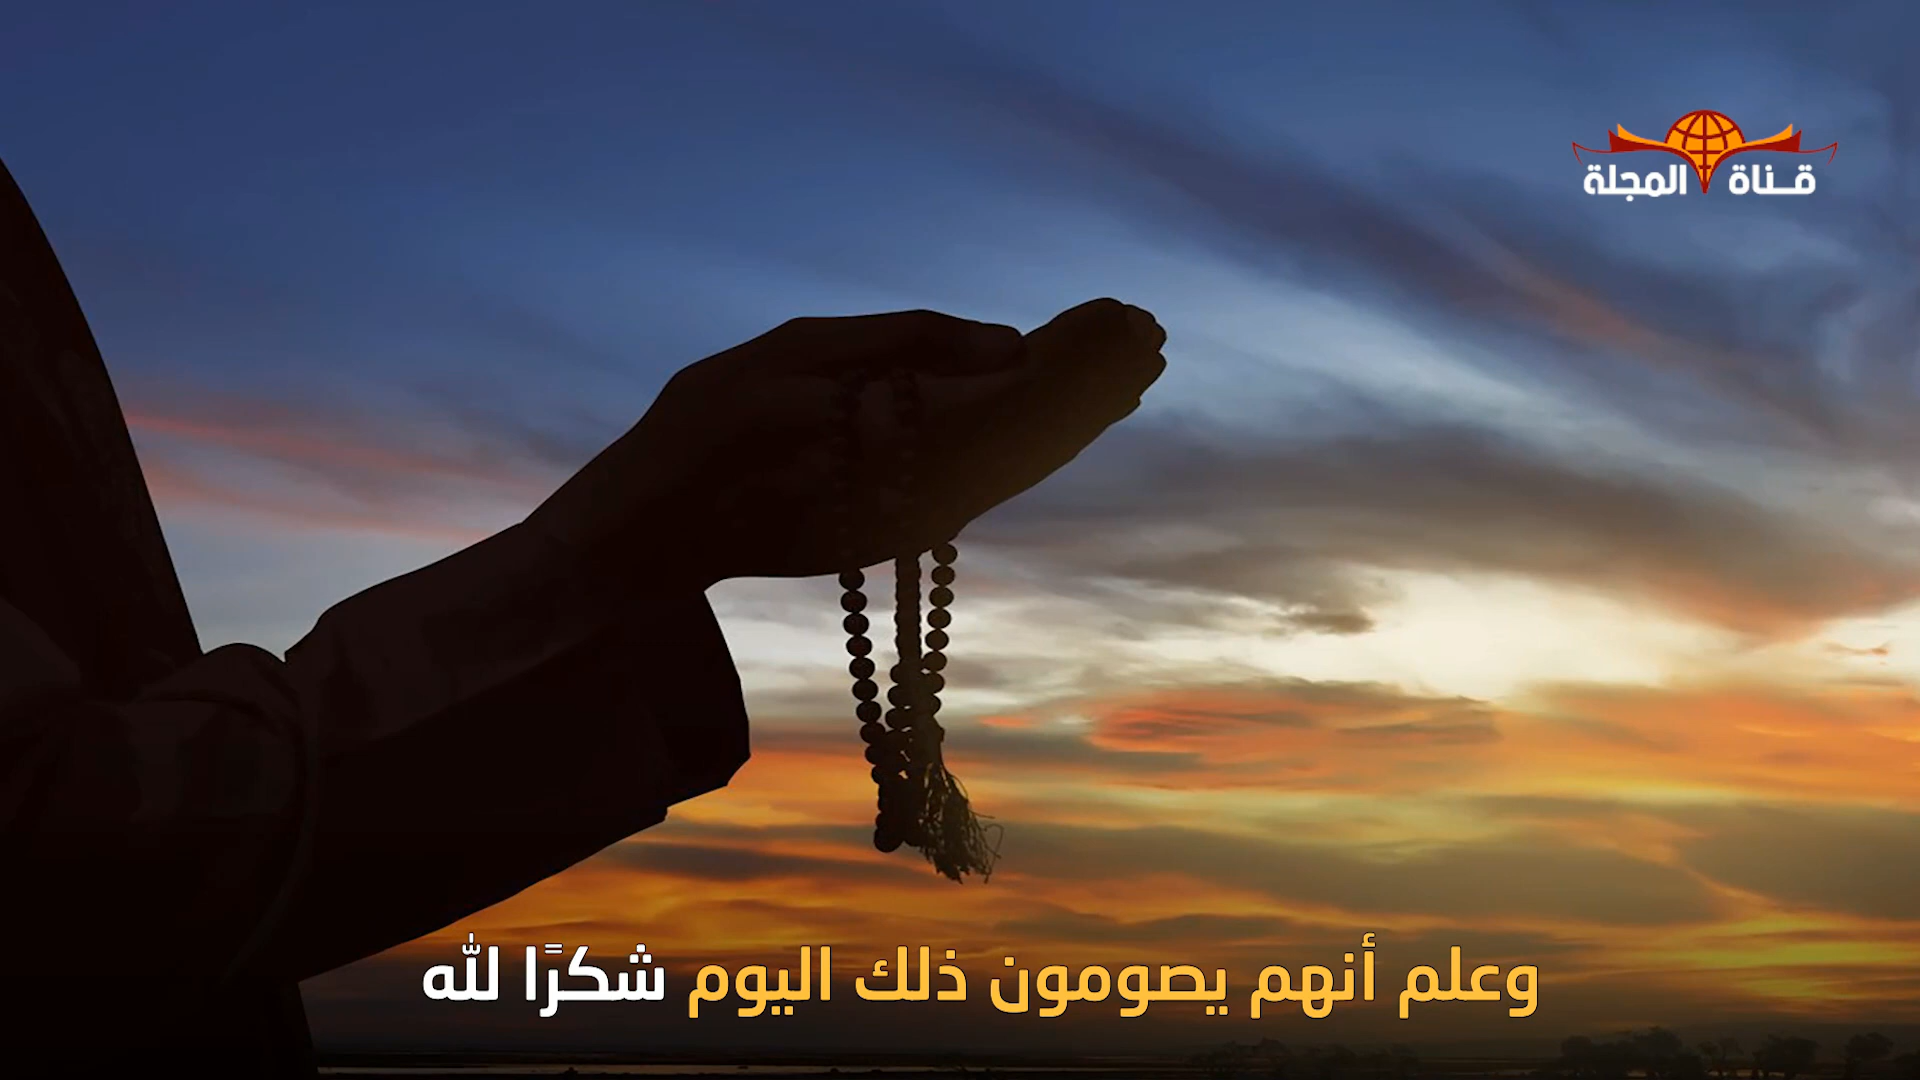 قناة المجلة
وعلم أنهم يصومون ذلك اليوم شكرًا لله